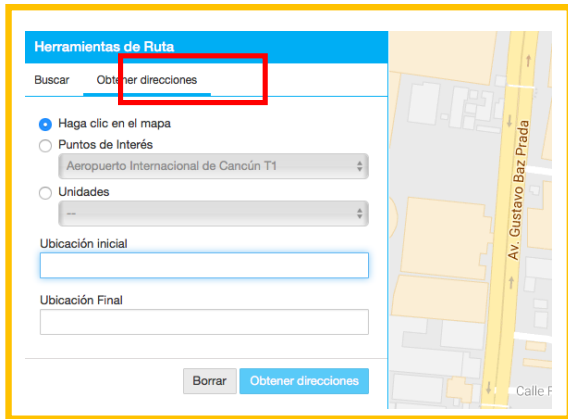 Herramientas de Ruta
Buscar Obtener direcciones
Haga clic en el mapa
Puntos de Interés
Aeropuerto Internacional de Cancún T1
Unidades
--
Ubicación inicial
Ubicación Final
Borrar Obtener direcciones
Av. Gustavo Baz Prada
Calle